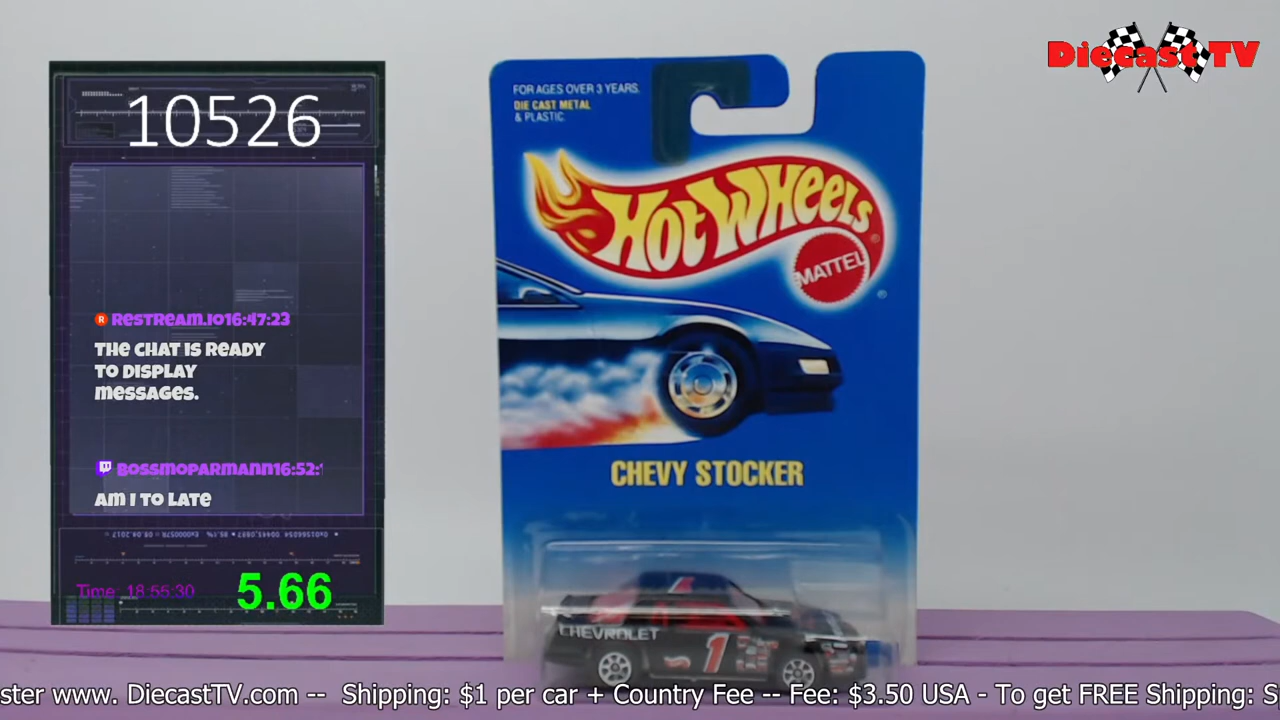 Diecast TV
10526
FOR AGES OVER 3 YEARS.
DIE CAST METAL
& PLASTIC
HOT WHEELS
MATTEL
Restream.io16:47:23
THE CHAT IS READY
TO DISPLAY
MESSAGES.
CHEVY STOCKER
BOSSMOPARMANN16:52:
AM I TO LATE
Time: 18:55:30
5.66
CHEVROLET
1
ster www. DiecastTV.com -- Shipping: $1 per car + Country Fee -- Fee: $3.50 USA - To get FREE Shipping: S